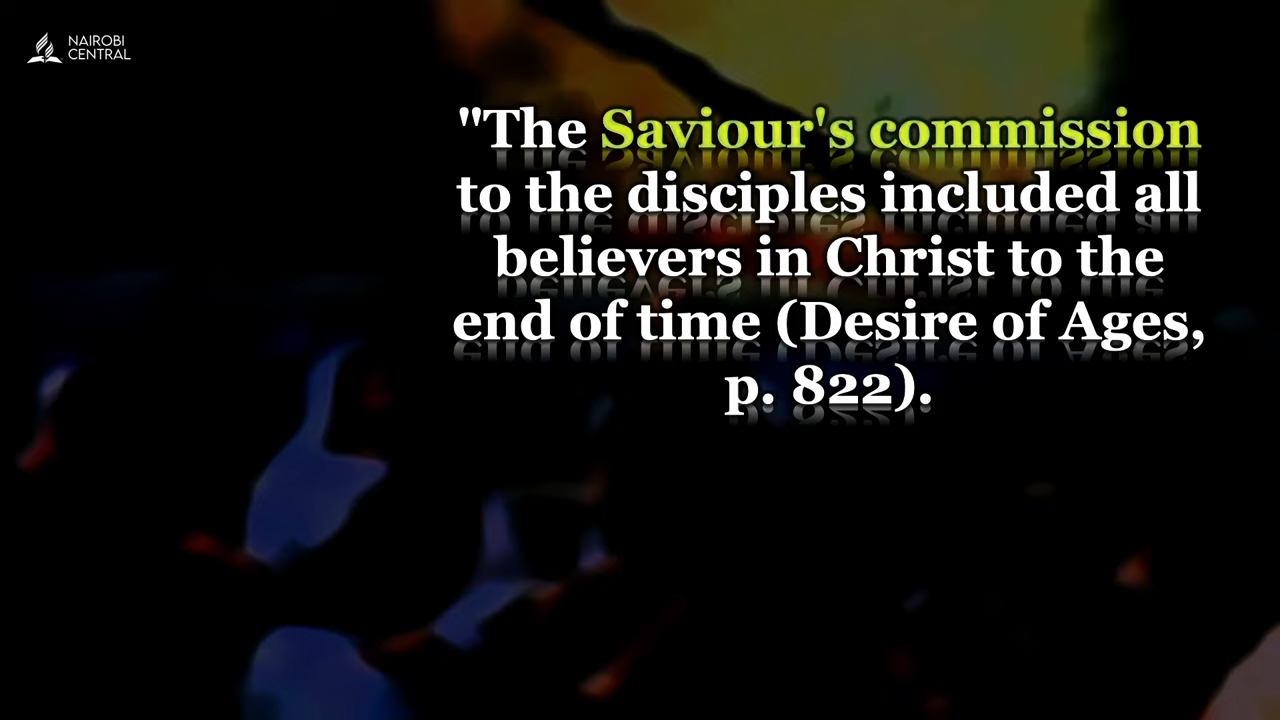 NAIROBI
CENTRAL
"The Saviour's commission
to the disciples included all
believers in Christ to the
end of time (Desire of Ages,
p. 822).